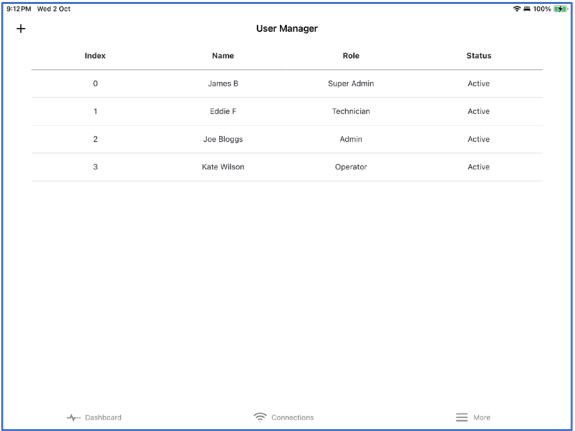 9:12 PM Wed 2 Oct 100%
+ User Manager
Index Name Role Status
0 James B Super Admin Active
1 Eddie F Technician Active
2 Joe Bloggs Admin Active
3 Kate Wilson Operator Active
Dashboard Connections More